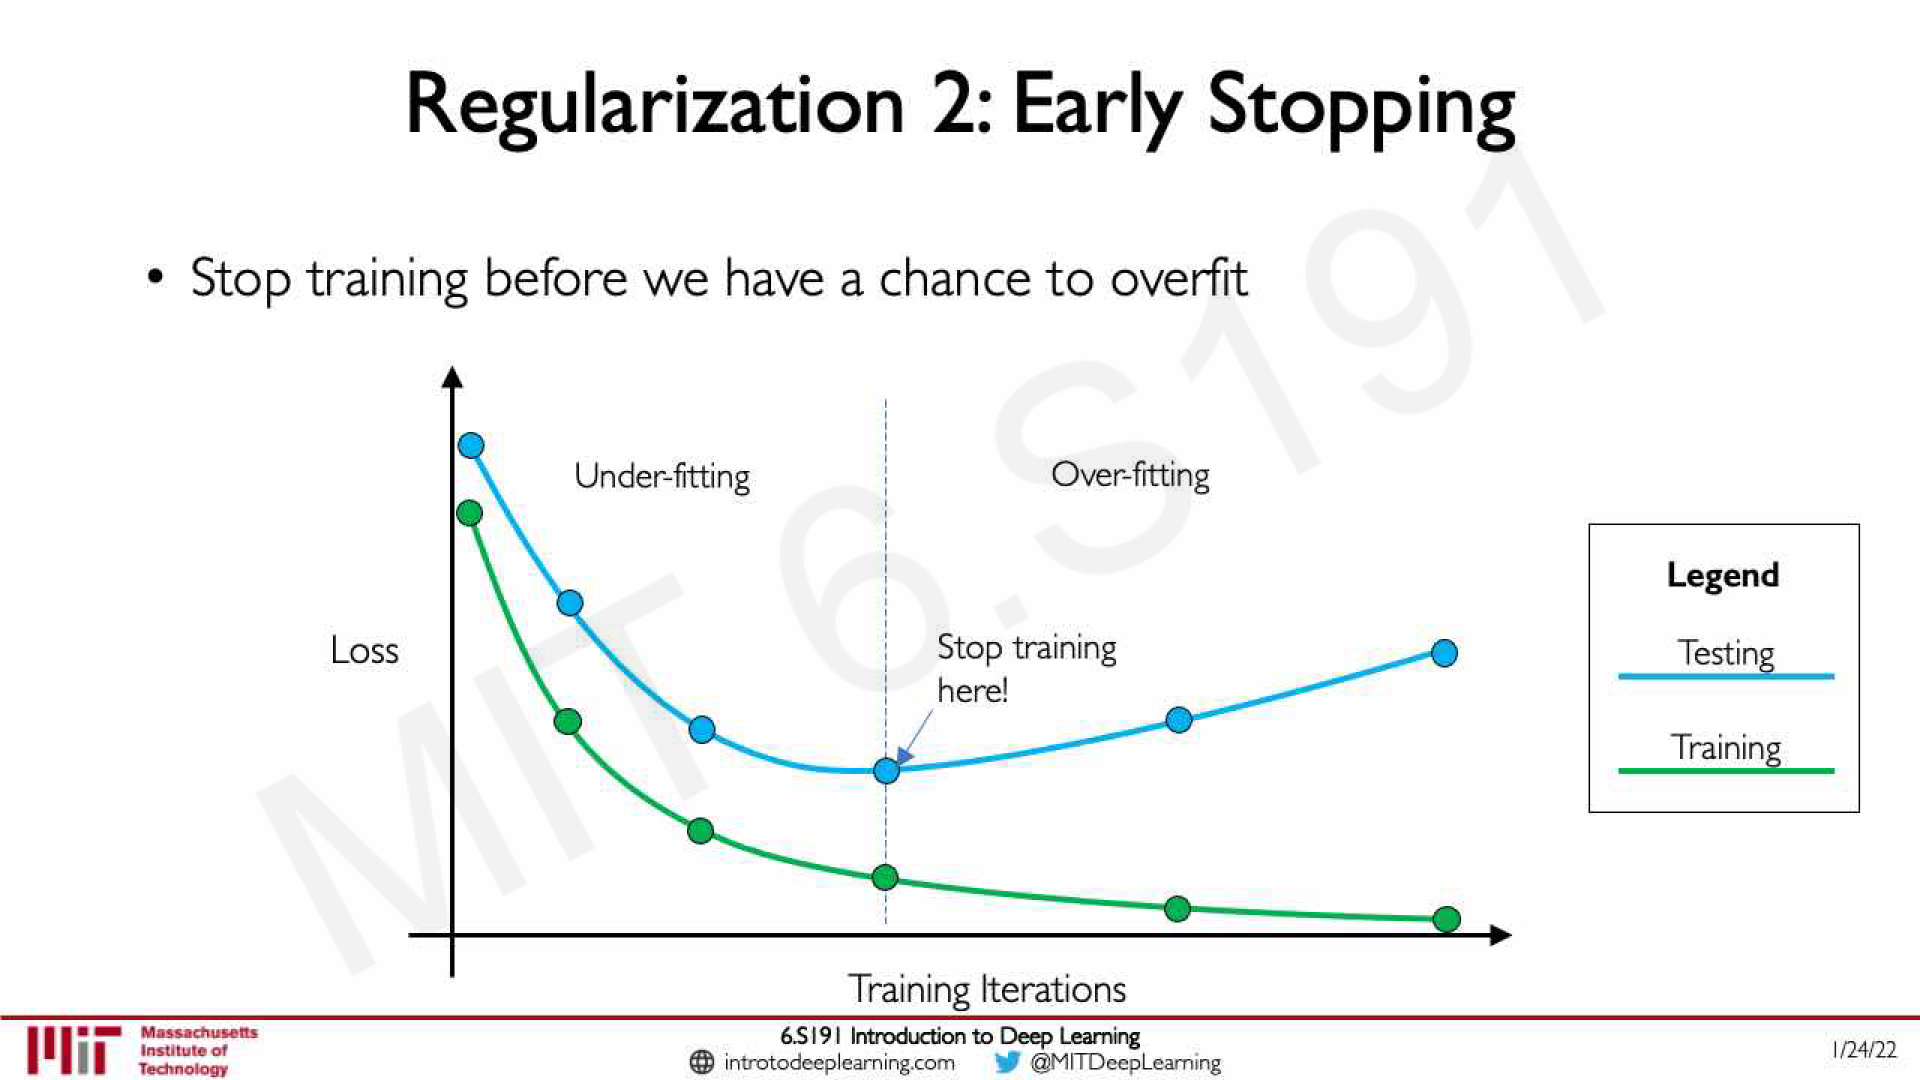 Regularization 2: Early Stopping
• Stop training before we have a chance to overfit
Under-fitting
Over-fitting
Loss
Stop training
here!
Legend
Testing
Training
Training Iterations
MIT 6.S191
Massachusetts
Institute of
Technology
6.S191 Introduction to Deep Learning
introtodeeplearning.com
@MITDeepLearning
1/24/22